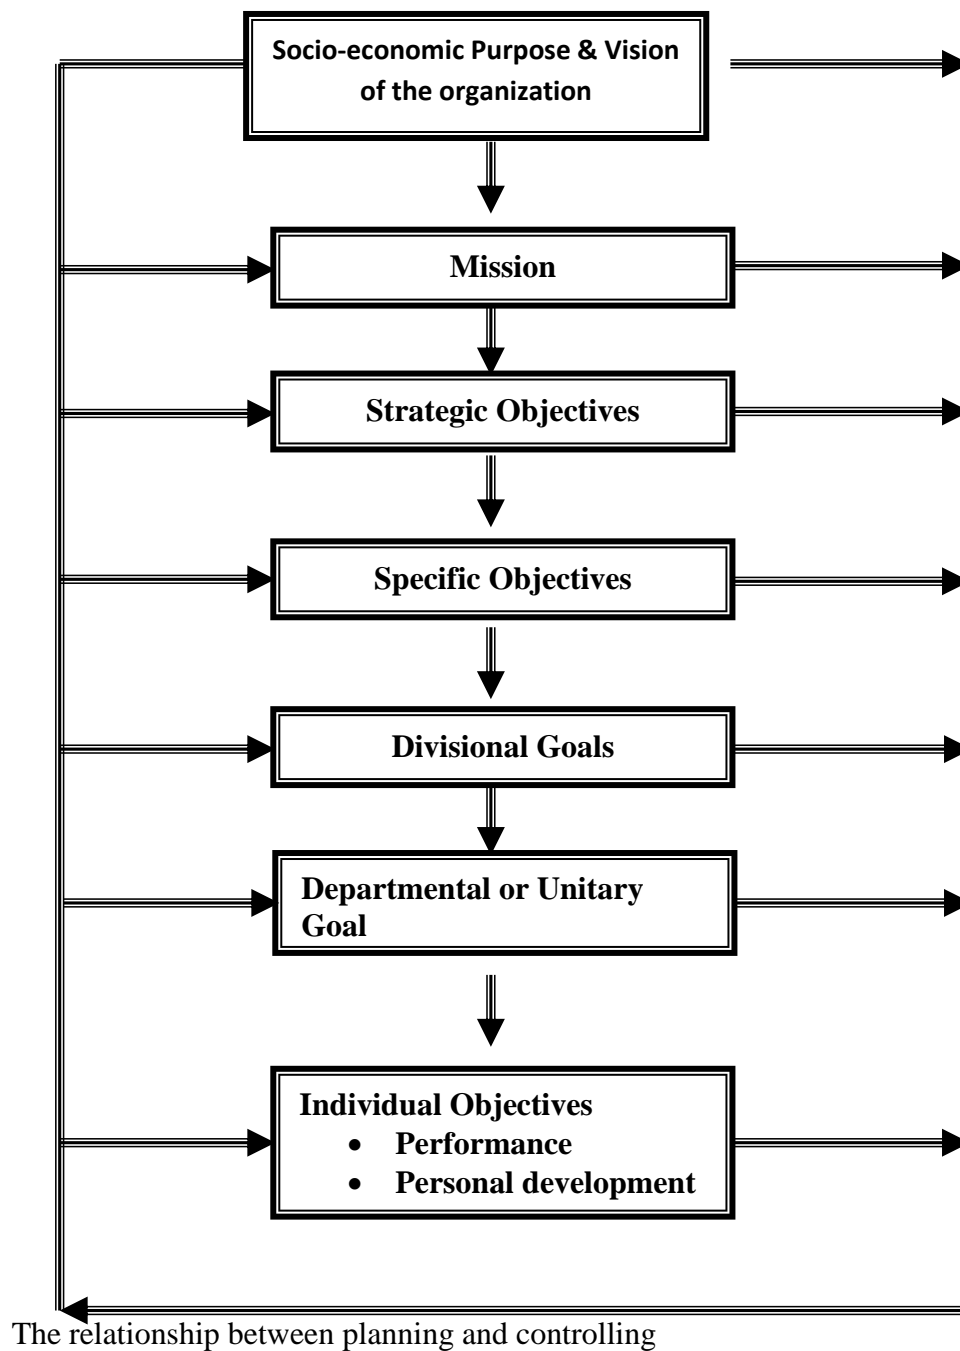 Socio-economic Purpose & Vision
of the organization
Mission
Strategic Objectives
Specific Objectives
Divisional Goals
Departmental or Unitary
Goal
Individual Objectives
• Performance
• Personal development
The relationship between planning and controlling